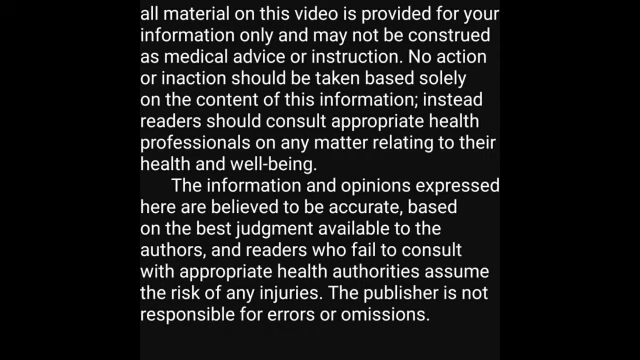 all material on this video is provided for your
information only and may not be construed
as medical advice or instruction. No action
or inaction should be taken based solely
on the content of this information; instead
readers should consult appropriate health
professionals on any matter relating to their
health and well-being.
The information and opinions expressed
here are believed to be accurate, based
on the best judgment available to the
authors, and readers who fail to consult
with appropriate health authorities assume
the risk of any injuries. The publisher is not
responsible for errors or omissions.